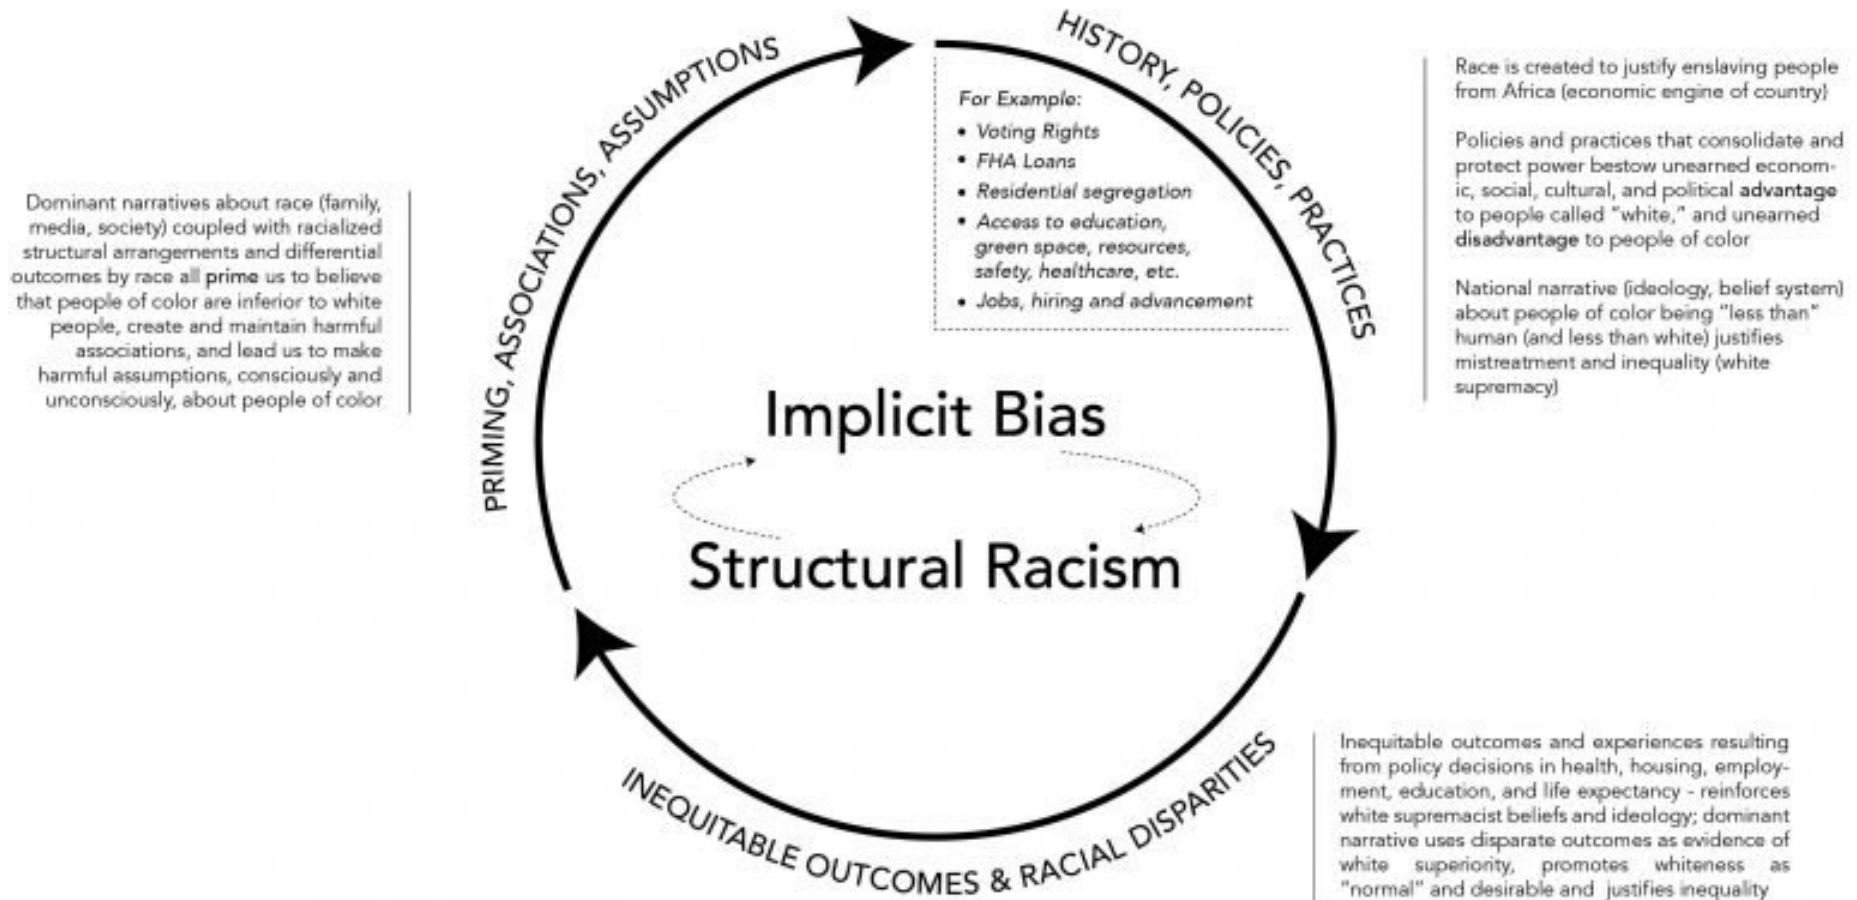 PRIMING, ASSOCIATIONS, ASSUMPTIONS
HISTORY, POLICIES, PRACTICES
For Example:
• Voting Rights
• FHA Loans
• Residential segregation
• Access to education,
green space, resources,
safety, healthcare, etc.
• Jobs, hiring and advancement
Race is created to justify enslaving people
from Africa (economic engine of country)
Policies and practices that consolidate and
protect power bestow unearned econom-
ic, social, cultural, and political advantage
to people called "white," and unearned
disadvantage to people of color
National narrative (ideology, belief system)
about people of color being "less than"
human (and less than white) justifies
mistreatment and inequality (white
supremacy)
Dominant narratives about race (family,
media, society) coupled with racialized
structural arrangements and differential
outcomes by race all prime us to believe
that people of color are inferior to white
people, create and maintain harmful
associations, and lead us to make
harmful assumptions, consciously and
unconsciously, about people of color
Implicit Bias
Structural Racism
INEQUITABLE OUTCOMES & RACIAL DISPARITIES
Inequitable outcomes and experiences resulting
from policy decisions in health, housing, employ-
ment, education, and life expectancy - reinforces
white supremacist beliefs and ideology; dominant
narrative uses disparate outcomes as evidence of
white superiority, promotes whiteness as
"normal" and desirable and justifies inequality